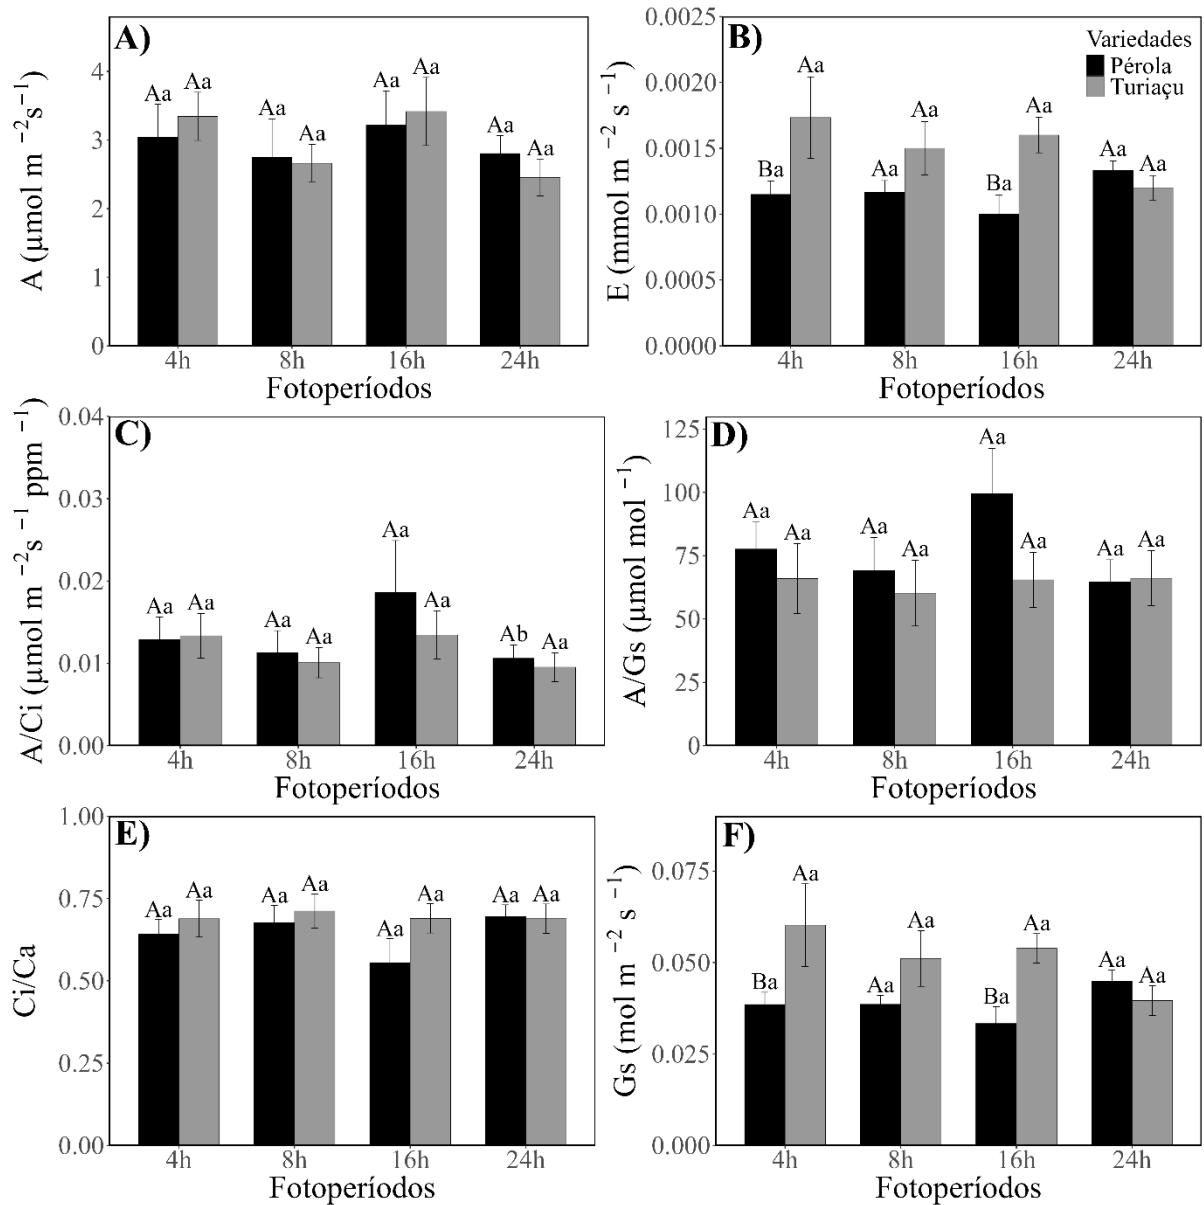 A)
A (µmol m⁻²s⁻¹)
4
3
2
1
0
Aa Aa Aa Aa Aa Aa Aa Aa
4h 8h 16h 24h
Fotoperíodos
B)
Variedades
Pérola
Turiaçu
E (mmol m⁻² s⁻¹)
0.0025
0.0020
0.0015
0.0010
0.0005
0.0000
Ba Aa Aa Aa Ba Aa Aa Aa
4h 8h 16h 24h
Fotoperíodos
C)
A/Ci (µmol m⁻²s⁻¹ ppm⁻¹)
0.04
0.03
0.02
0.01
0.00
Aa Aa Aa Aa Aa Aa Ab Aa
4h 8h 16h 24h
Fotoperíodos
D)
A/Gs (µmol mol⁻¹)
125
100
75
50
25
0
Aa Aa Aa Aa Aa Aa Aa Aa
4h 8h 16h 24h
Fotoperíodos
E)
Ci/Ca
1.00
0.75
0.50
0.25
0.00
Aa Aa Aa Aa Aa Aa Aa Aa
4h 8h 16h 24h
Fotoperíodos
F)
Gs (mol m⁻² s⁻¹)
0.075
0.050
0.025
0.000
Ba Aa Aa Aa Ba Aa Aa Aa
4h 8h 16h 24h
Fotoperíodos